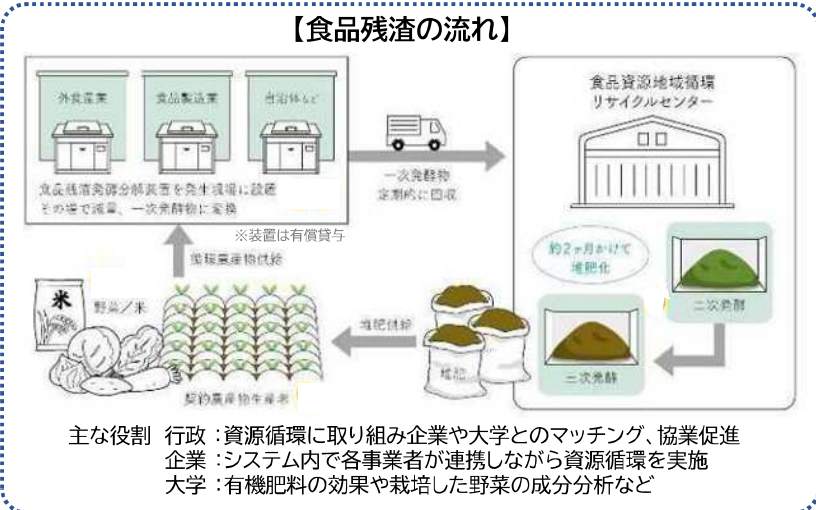 【食品残渣の流れ】
外食産業
食品製造業
自治体など
食品残渣発酵分解装置を発生現場に設置
その場で減量、一次発酵物に変換
※装置は有償貸与
一次発酵物
定期的に回収
食品資源地域循環
リサイクルセンター
約2ヶ月かけて
堆肥化
二次発酵
三次発酵
堆肥
堆肥供給
契約農産物生産者
米
野菜/米
循環農産物供給
主な役割 行政:資源循環に取り組み企業や大学とのマッチング、協業促進
企業:システム内で各事業者が連携しながら資源循環を実施
大学:有機肥料の効果や栽培した野菜の成分分析など